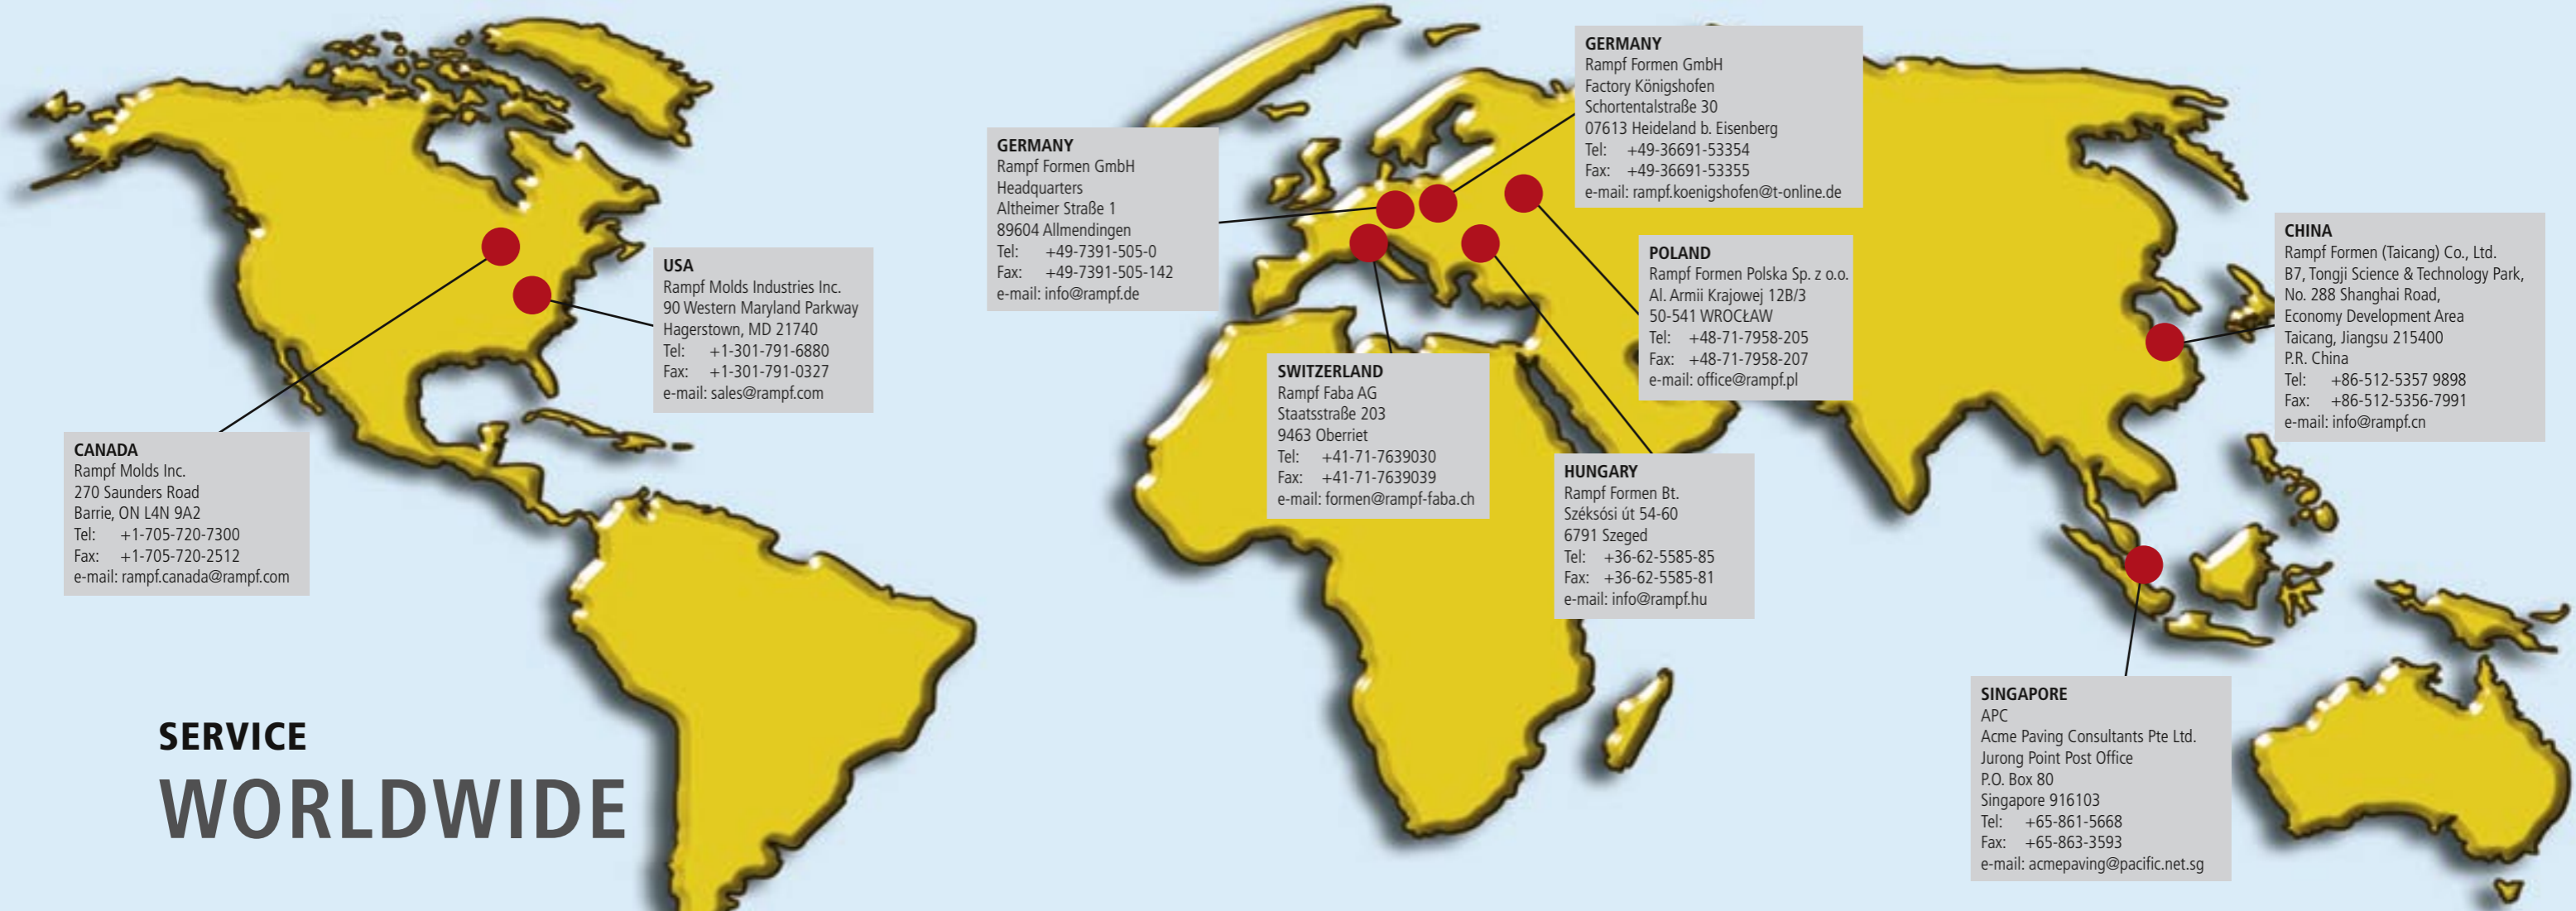 GERMANY
Rampf Formen GmbH
Factory Königshofen
Schortentalstraße 30
07613 Heideland b. Eisenberg
Tel: +49-36691-53354
Fax: +49-36691-53355
e-mail: rampf.koenigshofen@t-online.de
GERMANY
Rampf Formen GmbH
Headquarters
Altheimer Straße 1
89604 Allmendingen
Tel: +49-7391-505-0
Fax: +49-7391-505-142
e-mail: info@rampf.de
CHINA
Rampf Formen (Taicang) Co., Ltd.
B7, Tongji Science & Technology Park,
No. 288 Shanghai Road,
Economy Development Area
Taicang, Jiangsu 215400
P.R. China
Tel: +86-512-5357 9898
Fax: +86-512-5356-7991
e-mail: info@rampf.cn
POLAND
Rampf Formen Polska Sp. z o.o.
Al. Armii Krajowej 12B/3
50-541 WROCŁAW
Tel: +48-71-7958-205
Fax: +48-71-7958-207
e-mail: office@rampf.pl
USA
Rampf Molds Industries Inc.
90 Western Maryland Parkway
Hagerstown, MD 21740
Tel: +1-301-791-6880
Fax: +1-301-791-0327
e-mail: sales@rampf.com
SWITZERLAND
Rampf Faba AG
Staatsstraße 203
9463 Oberriet
Tel: +41-71-7639030
Fax: +41-71-7639039
e-mail: formen@rampf-faba.ch
CANADA
Rampf Molds Inc.
270 Saunders Road
Barrie, ON L4N 9A2
Tel: +1-705-720-7300
Fax: +1-705-720-2512
e-mail: rampf.canada@rampf.com
HUNGARY
Rampf Formen Bt.
Széksósi út 54-60
6791 Szeged
Tel: +36-62-5585-85
Fax: +36-62-5585-81
e-mail: info@rampf.hu
SINGAPORE
APC
Acme Paving Consultants Pte Ltd.
Jurong Point Post Office
P.O. Box 80
Singapore 916103
Tel: +65-861-5668
Fax: +65-863-3593
e-mail: acmepaving@pacific.net.sg
SERVICE
WORLDWIDE